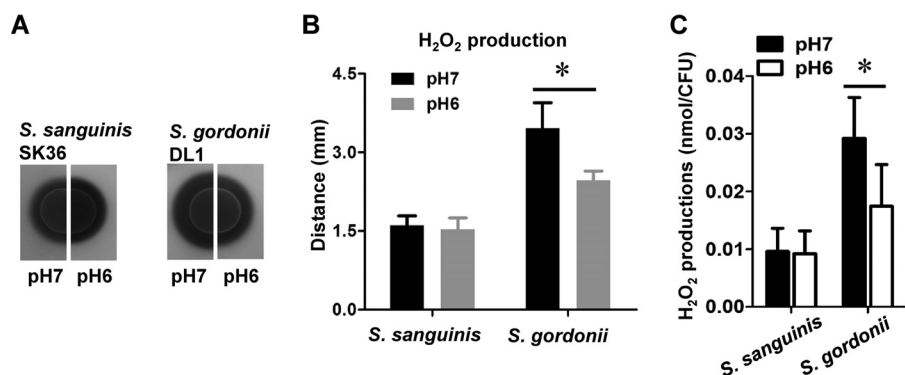 A
S. sanguinis
SK36
S. gordonii
DL1
pH7 pH6
pH7 pH6
B
H₂O₂ production
pH7
pH6
*
Distance (mm)
4.5
3.0
1.5
0.0
S. sanguinis
S. gordonii
C
pH7
pH6
*
H₂O₂ productions (nmol/CFU)
0.04
0.03
0.02
0.01
0.00
S. sanguinis
S. gordonii